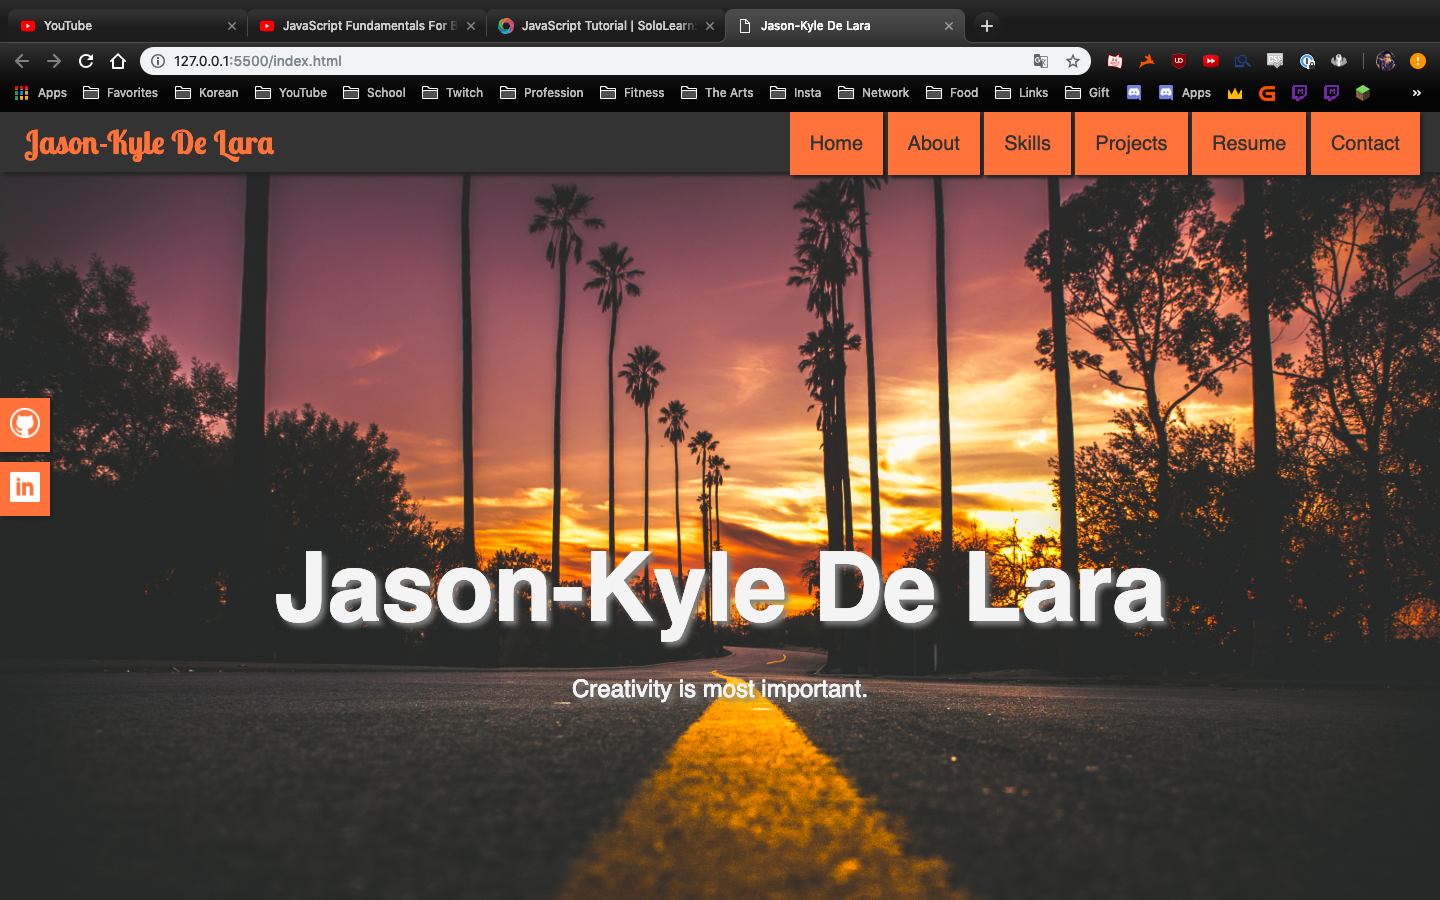 YouTube
JavaScript Fundamentals For B
JavaScript Tutorial | SoloLearn:
Jason-Kyle De Lara
127.0.0.1:5500/index.html
Apps Favorites Korean YouTube School Twitch Profession Fitness The Arts Insta Network Food Links Gift Apps »
Jason-Kyle De Lara
Home About Skills Projects Resume Contact
in
Jason-Kyle De Lara
Creativity is most important.